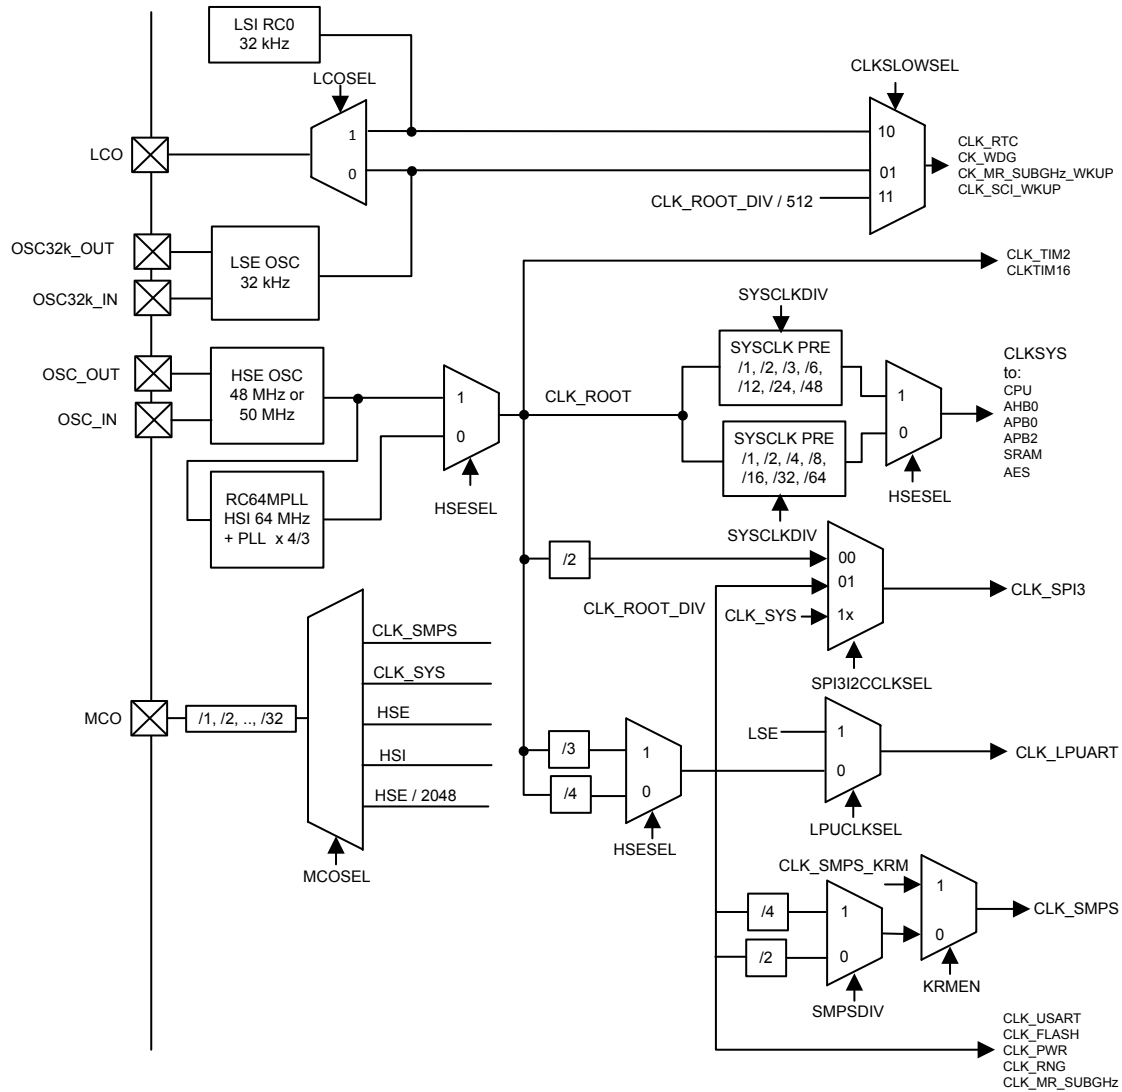 LSI RC0
32 kHz
LCOSEL
CLKSLOWSEL
1
0
10
01
11
LCO
CLK_RTC
CK_WDG
CK_MR_SUBGHz_WKUP
CLK_SCI_WKUP
CLK_ROOT_DIV / 512
OSC32k_OUT
OSC32k_IN
LSE OSC
32 kHz
CLK_TIM2
CLKTIM16
SYSCLKDIV
OSC_OUT
OSC_IN
HSE OSC
48 MHz or
50 MHz
1
0
HSESEL
CLK_ROOT
SYSCLK PRE
/1, /2, /3, /6,
/12, /24, /48
SYSCLK PRE
/1, /2, /4, /8,
/16, /32, /64
SYSCLKDIV
1
0
HSESEL
CLKSYS
to:
CPU
AHB0
APB0
APB2
SRAM
AES
RC64MPLL
HSI 64 MHz
+ PLL x 4/3
/2
CLK_ROOT_DIV
CLK_SYS
00
01
1x
SPI3I2CCLKSEL
CLK_SPI3
MCO
/1, /2, .., /32
CLK_SMPS
CLK_SYS
HSE
HSI
HSE / 2048
MCOSEL
/3
/4
1
0
HSESEL
LSE
1
0
LPUCLKSEL
CLK_LPUART
CLK_SMPS_KRM
/4
/2
1
0
SMPSDIV
1
0
KRMEN
CLK_SMPS
CLK_USART
CLK_FLASH
CLK_PWR
CLK_RNG
CLK_MR_SUBGHz